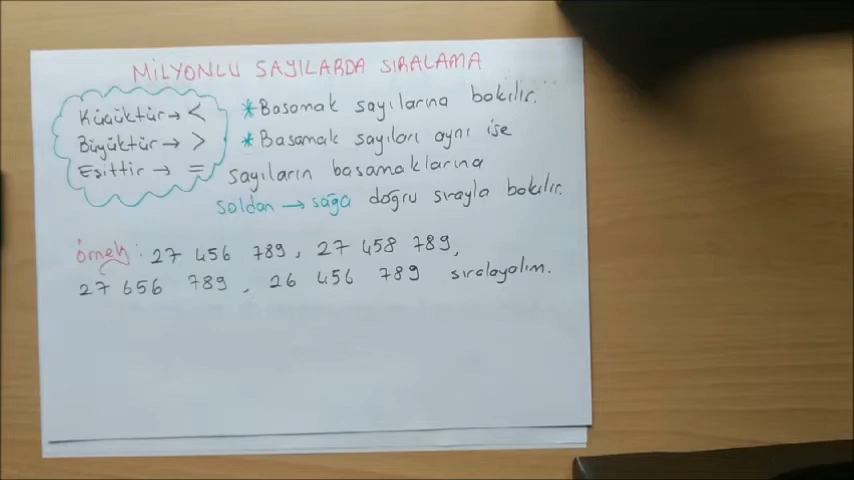 MİLYONLU SAYILARDA SIRALAMA
Küçüktür → <
Büyüktür → >
Eşittir → =
* Basamak sayılarına bakılır.
* Basamak sayıları aynı ise
sayıların basamaklarına
soldan → sağa doğru sırayla bakılır.
örnek: 27 456 789, 27 458 789,
27 656 789, 26 456 789 sıralayalım.